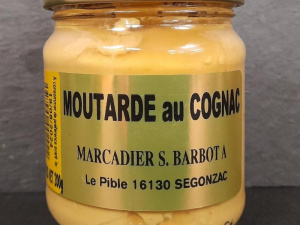 MOUTARDE au COGNAC
MARCADIER S. BARBOT A
Le Pible 16130 SEGONZAC